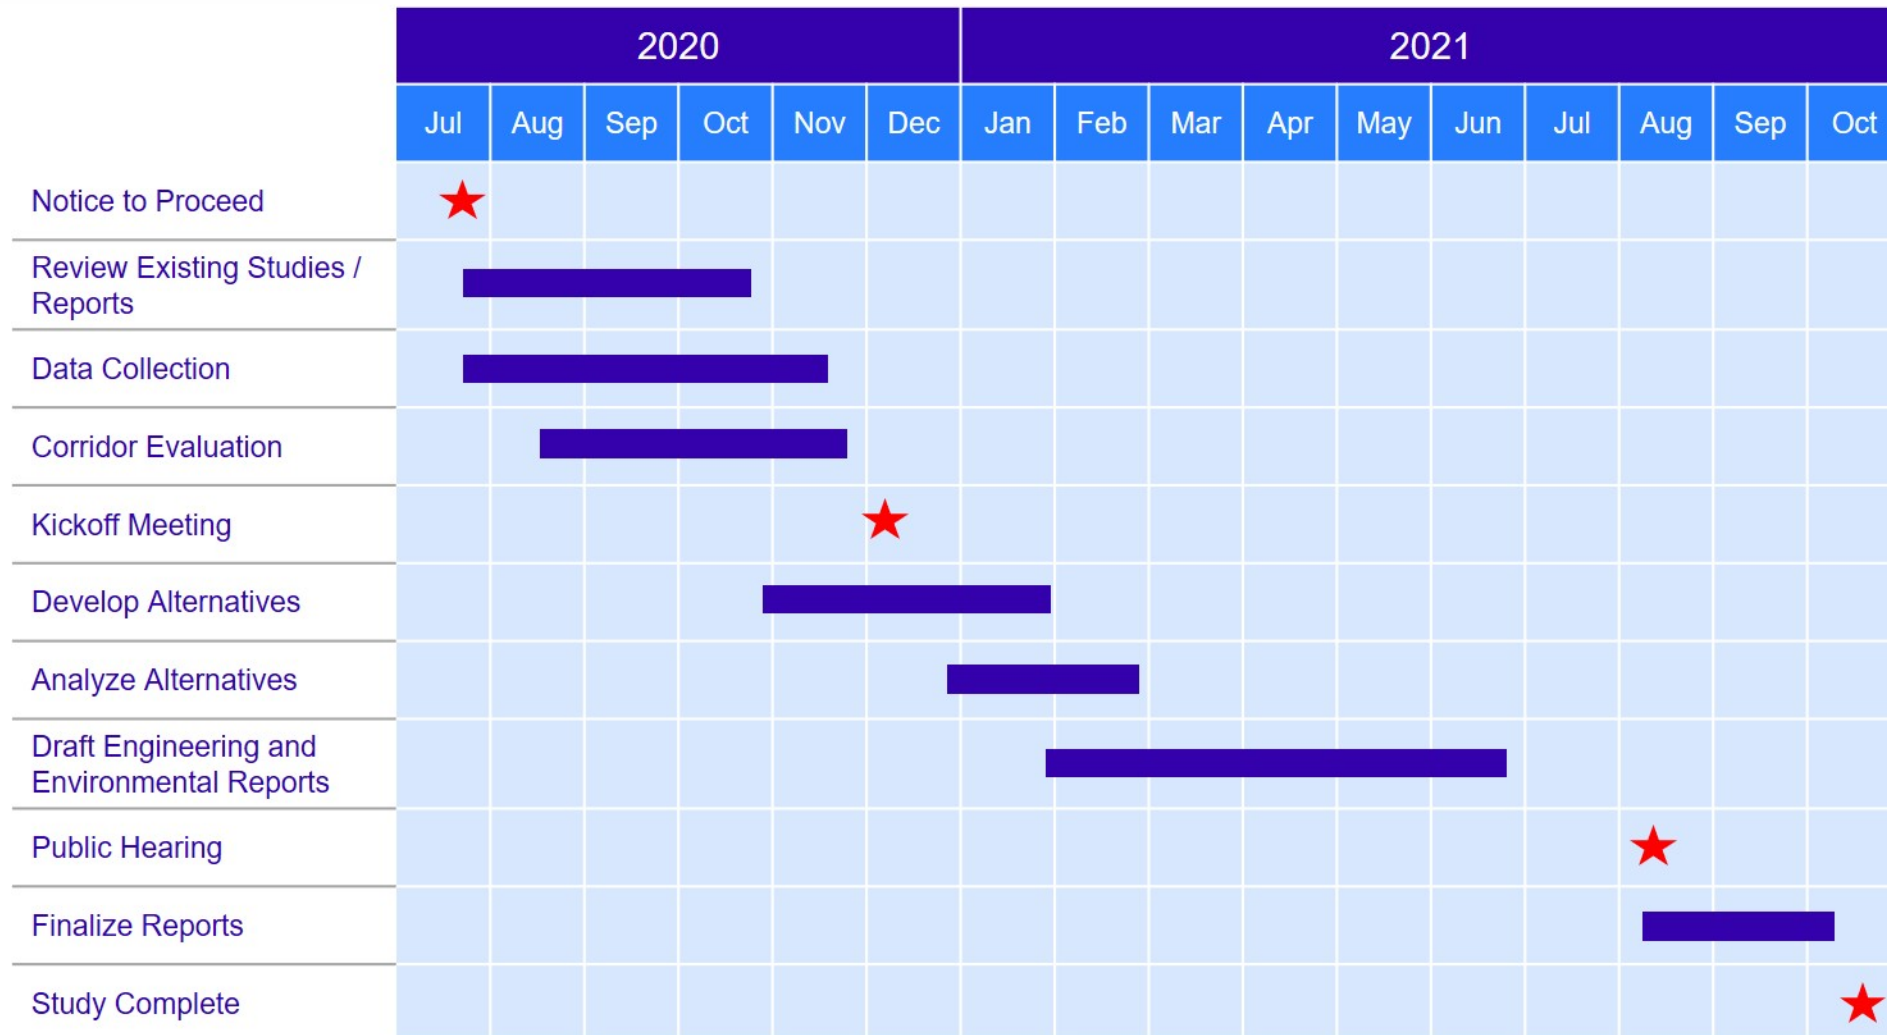 2020 2021
Jul Aug Sep Oct Nov Dec Jan Feb Mar Apr May Jun Jul Aug Sep Oct
Notice to Proceed
Review Existing Studies /
Reports
Data Collection
Corridor Evaluation
Kickoff Meeting
Develop Alternatives
Analyze Alternatives
Draft Engineering and
Environmental Reports
Public Hearing
Finalize Reports
Study Complete